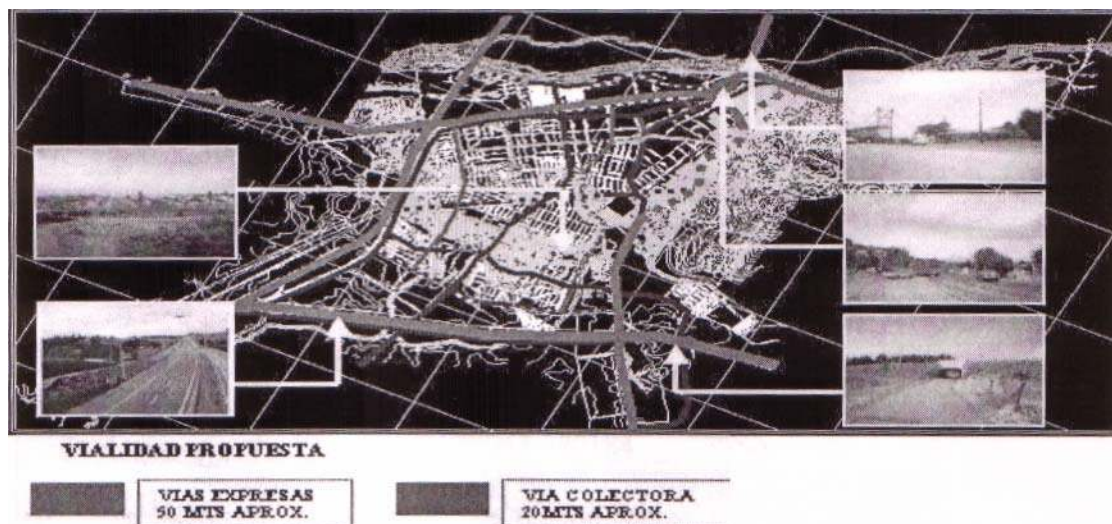 VIALIDAD PROPUESTA
VIAS EXPRESAS
50 MTS APROX.
VIA COLECTORA
20MTS APROX.